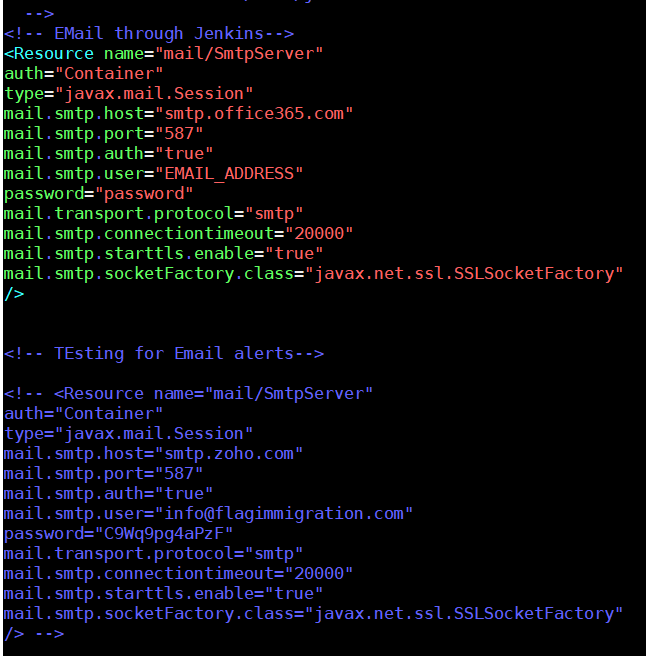 -->
<!-- EMail through Jenkins-->
<Resource name="mail/SmtpServer"
auth="Container"
type="javax.mail.Session"
mail.smtp.host="smtp.office365.com"
mail.smtp.port="587"
mail.smtp.auth="true"
mail.smtp.user="EMAIL_ADDRESS"
password="password"
mail.transport.protocol="smtp"
mail.smtp.connectiontimeout="20000"
mail.smtp.starttls.enable="true"
mail.smtp.socketFactory.class="javax.net.ssl.SSLSocketFactory"
/>
<!-- TEsting for Email alerts-->
<!-- <Resource name="mail/SmtpServer"
auth="Container"
type="javax.mail.Session"
mail.smtp.host="smtp.zoho.com"
mail.smtp.port="587"
mail.smtp.auth="true"
mail.smtp.user="info@flagimmigration.com"
password="C9Wq9pg4aPzF"
mail.transport.protocol="smtp"
mail.smtp.connectiontimeout="20000"
mail.smtp.starttls.enable="true"
mail.smtp.socketFactory.class="javax.net.ssl.SSLSocketFactory"
/> -->